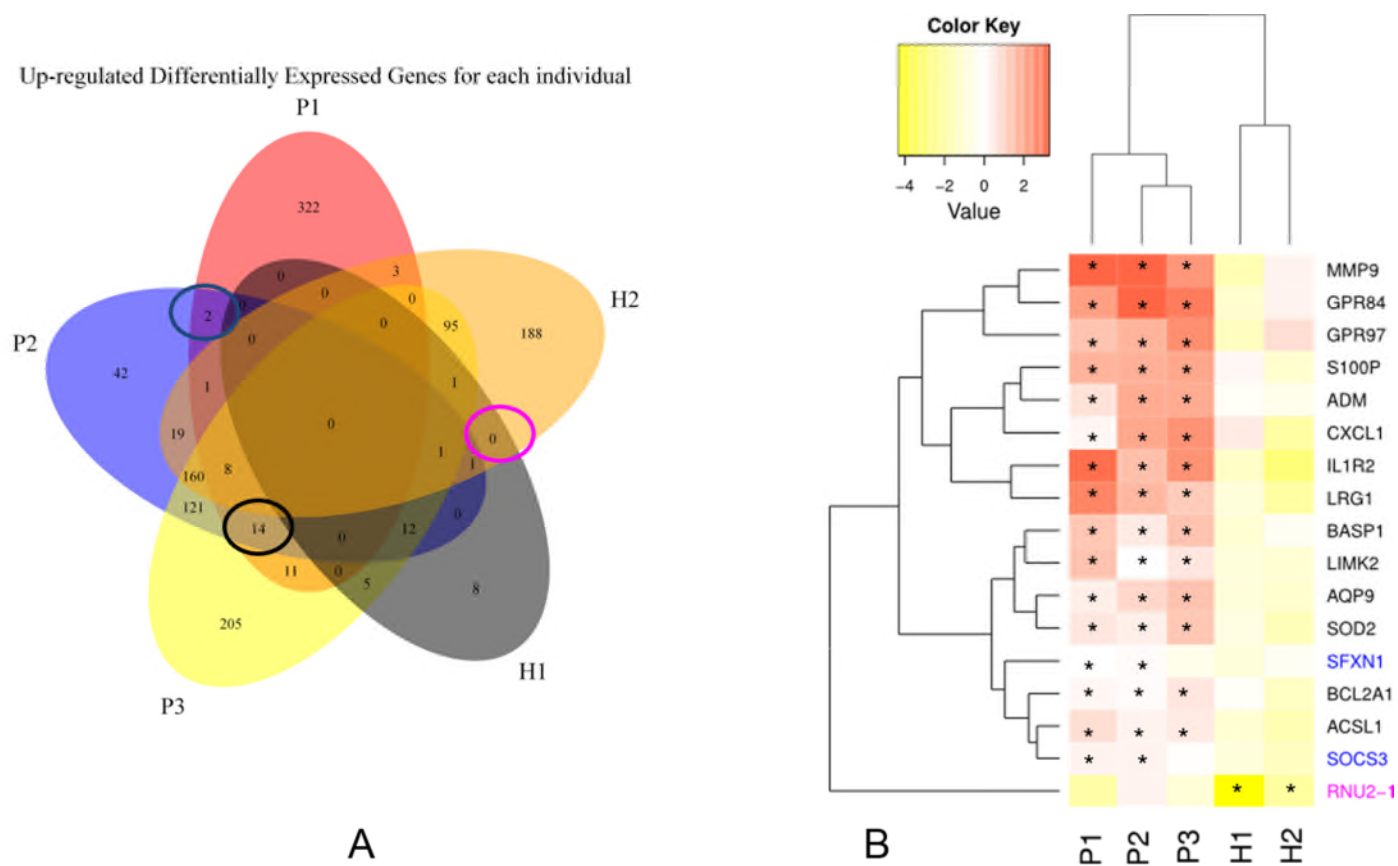 Up-regulated Differentially Expressed Genes for each individual
P1
322
H2
0
3
0
0
2
0
0
95
188
P2
42
0
1
1
0
0
19
1
1
160
8
121
14
0
12
0
11
0
5
8
205
H1
P3
A
Color Key
-4 -2 0 2
Value
* * * MMP9
* * * GPR84
* * * GPR97
* * * S100P
* * * ADM
* * * CXCL1
* * * IL1R2
* * * LRG1
* * * BASP1
* * * LIMK2
* * * AQP9
* * * SOD2
* * SFXN1
* * * BCL2A1
* * * ACSL1
* * SOCS3
* * RNU2-1
P1 P2 P3 H1 H2
B